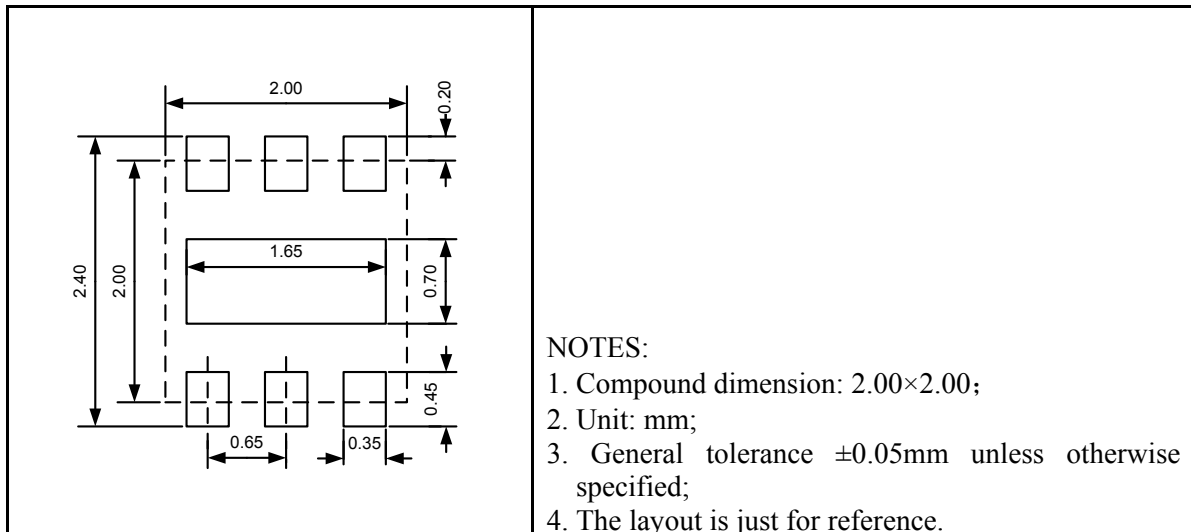 2.00
0.20
2.40
2.00
1.65
0.70
0.45
0.65
0.35
NOTES:
1. Compound dimension: 2.00×2.00；
2. Unit: mm;
3. General tolerance ±0.05mm unless otherwise
specified;
4. The layout is just for reference.